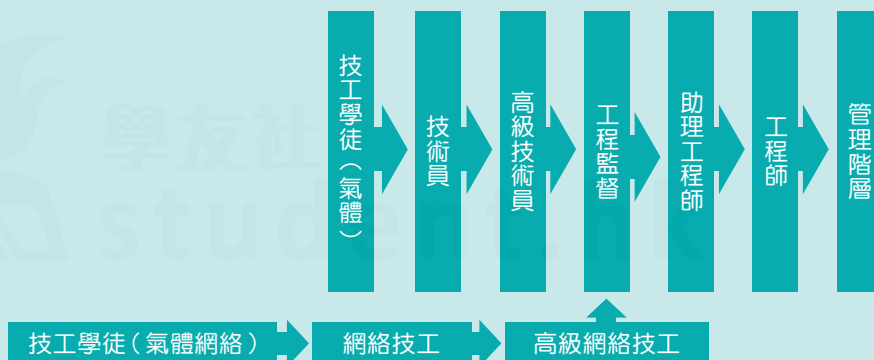 技工學徒（氣體）
技術員
高級技術員
工程監督
助理工程師
工程師
管理階層
學友社
student.hk
技工學徒（氣體網絡）
網絡技工
高級網絡技工